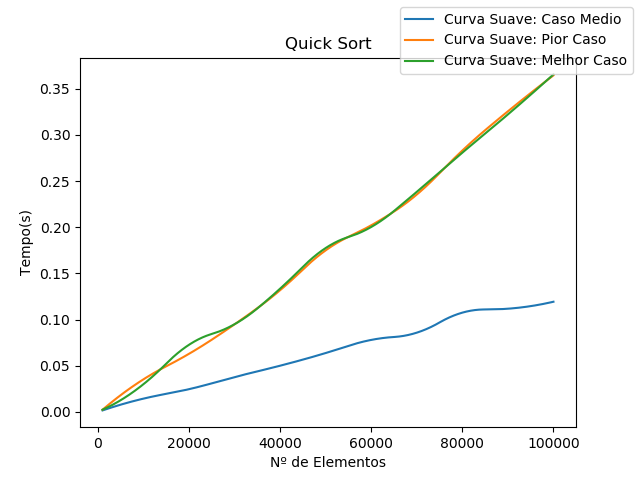 Quick Sort
Curva Suave: Caso Medio
Curva Suave: Pior Caso
Curva Suave: Melhor Caso
Tempo(s)
0.35
0.30
0.25
0.20
0.15
0.10
0.05
0.00
0 20000 40000 60000 80000 100000
Nº de Elementos